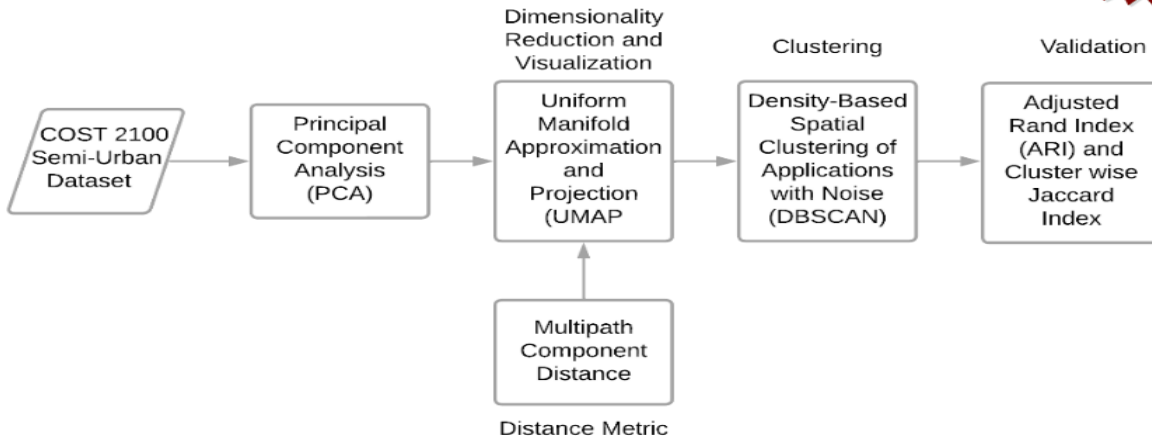 COST 2100
Semi-Urban
Dataset
Principal
Component
Analysis
(PCA)
Dimensionality
Reduction and
Visualization
Uniform
Manifold
Approximation
and
Projection
(UMAP
Multipath
Component
Distance
Distance Metric
Clustering
Density-Based
Spatial
Clustering of
Applications
with Noise
(DBSCAN)
Validation
Adjusted
Rand Index
(ARI) and
Cluster wise
Jaccard
Index